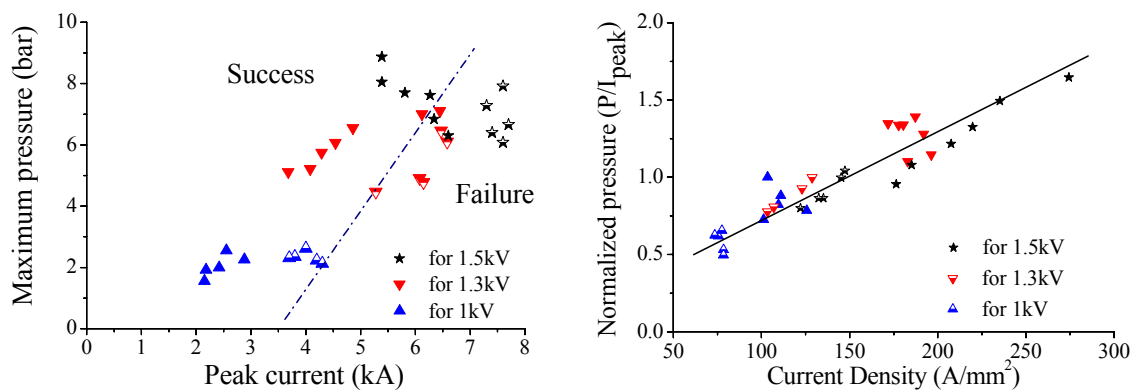 10
8
6
4
2
0
Maximum pressure (bar)
Success
Failure
for 1.5kV
for 1.3kV
for 1kV
0 1 2 3 4 5 6 7 8
Peak current (kA)
2.0
1.5
1.0
0.5
0.0
Normalized pressure (P/I_peak)
for 1.5kV
for 1.3kV
for 1kV
50 100 150 200 250 300
Current Density (A/mm²)